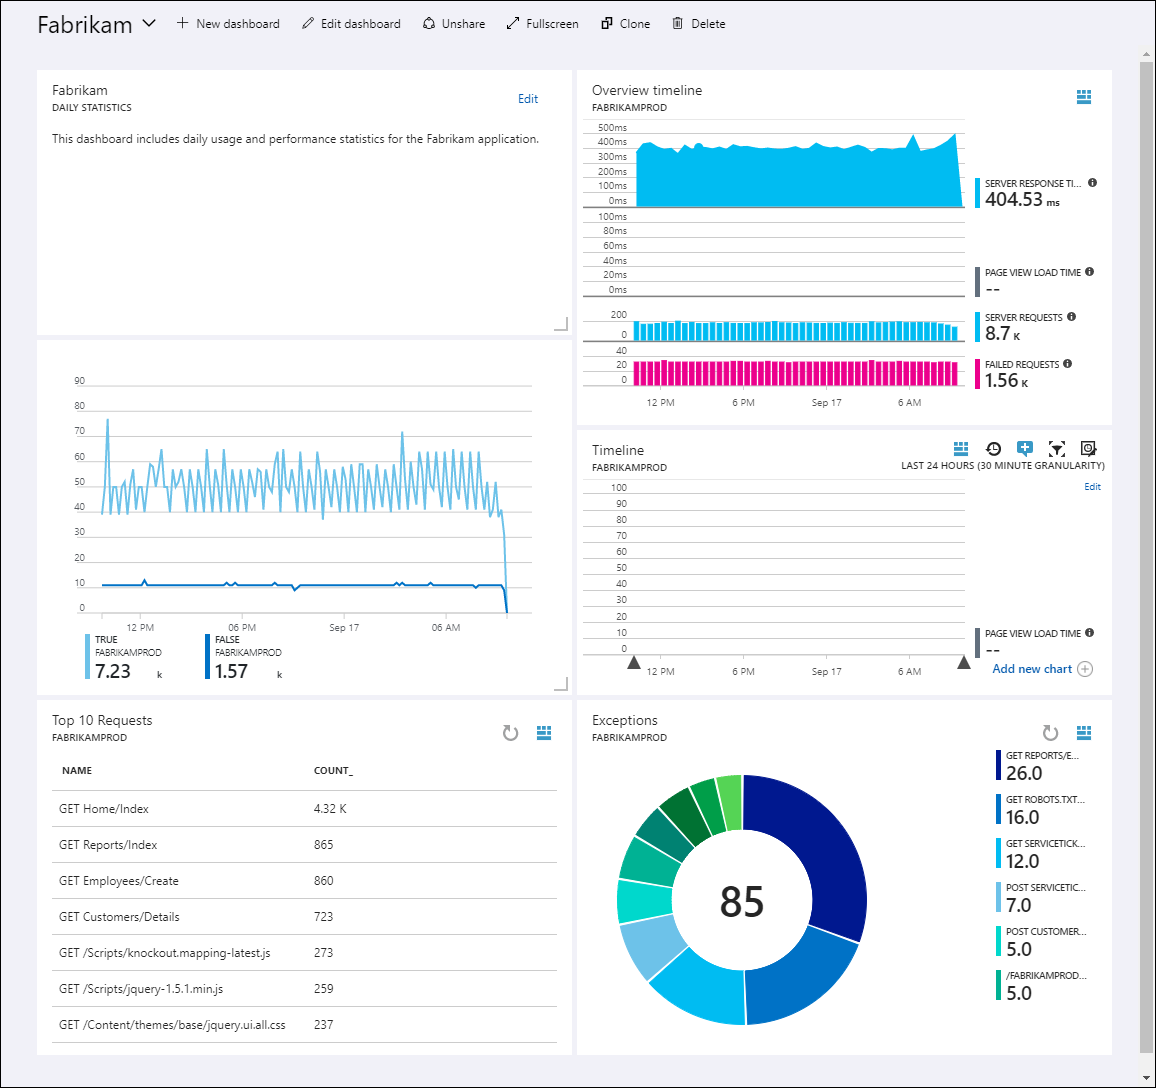 Fabrikam
New dashboard
Edit dashboard
Unshare
Fullscreen
Clone
Delete
Fabrikam
DAILY STATISTICS
Edit
This dashboard includes daily usage and performance statistics for the Fabrikam application.
Overview timeline
FABRIKAMPROD
500ms
400ms
300ms
200ms
100ms
0ms
SERVER RESPONSE TI...
404.53 ms
100ms
80ms
60ms
40ms
20ms
0ms
PAGE VIEW LOAD TIME
--
200
0
SERVER REQUESTS
8.7 K
40
20
0
FAILED REQUESTS
1.56 K
12 PM
6 PM
Sep 17
6 AM
90
80
70
60
50
40
30
20
10
0
12 PM
06 PM
Sep 17
06 AM
TRUE
FABRIKAMPROD
7.23 k
FALSE
FABRIKAMPROD
1.57 k
Timeline
FABRIKAMPROD
LAST 24 HOURS (30 MINUTE GRANULARITY)
Edit
100
90
80
70
60
50
40
30
20
10
0
12 PM
6 PM
Sep 17
6 AM
PAGE VIEW LOAD TIME
--
Add new chart
Top 10 Requests
FABRIKAMPROD
NAME COUNT_
GET Home/Index 4.32 K
GET Reports/Index 865
GET Employees/Create 860
GET Customers/Details 723
GET /Scripts/knockout.mapping-latest.js 273
GET /Scripts/jquery-1.5.1.min.js 259
GET /Content/themes/base/jquery.ui.all.css 237
Exceptions
FABRIKAMPROD
85
GET REPORTS/E...
26.0
GET ROBOTS.TXT...
16.0
GET SERVICETICK...
12.0
POST SERVICETIC...
7.0
POST CUSTOMER...
5.0
/FABRIKAMPROD...
5.0